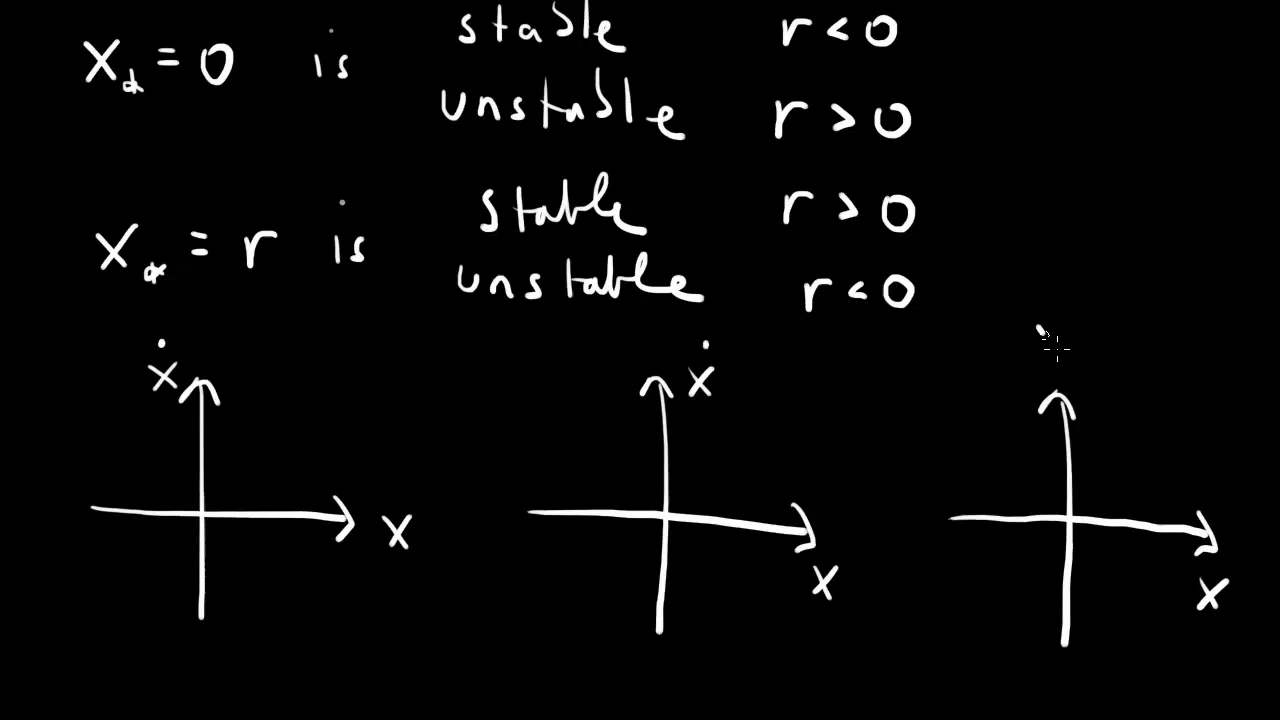 stable r < 0
x* = 0 is
unstable r > 0
stable r > 0
x* = r is
unstable r < 0
ẋ ẋ
x x x